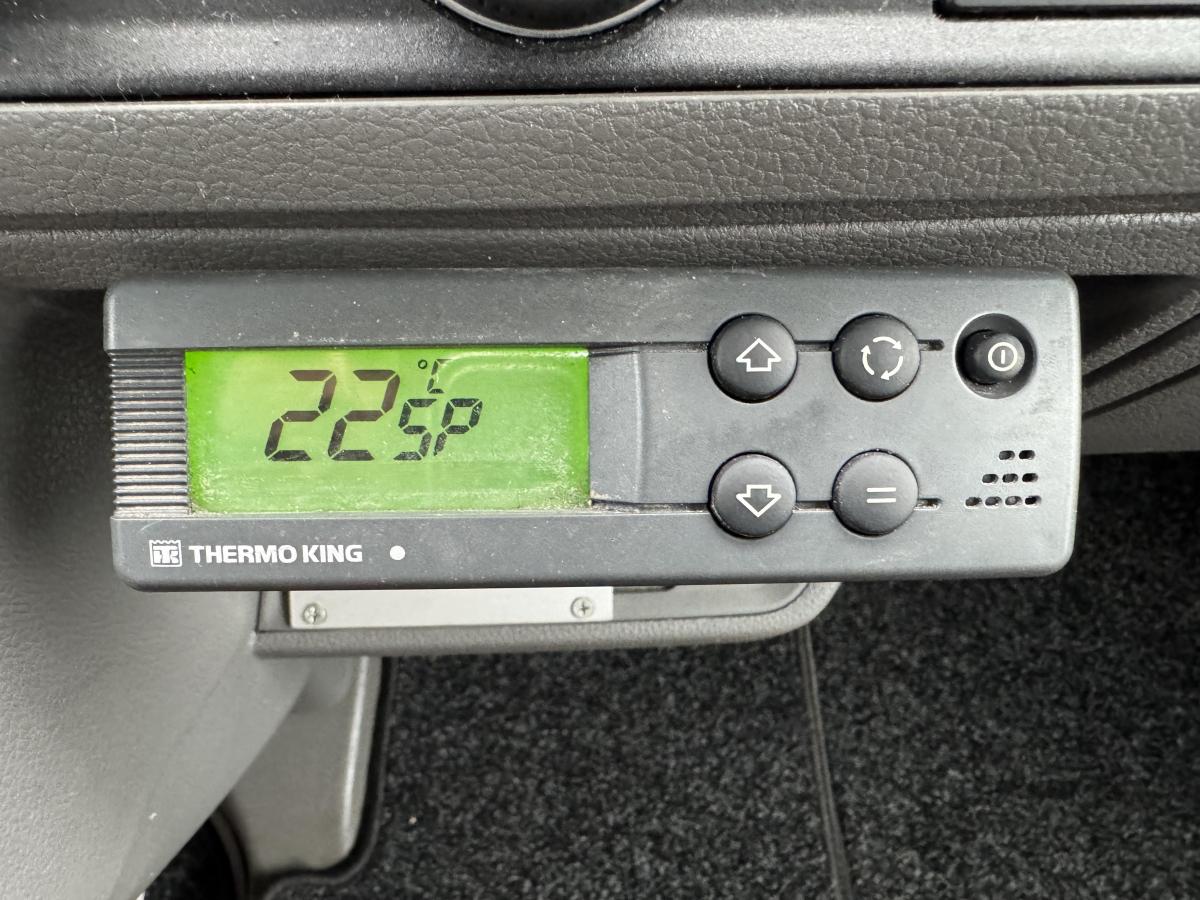 22 SP °C
THERMO KING